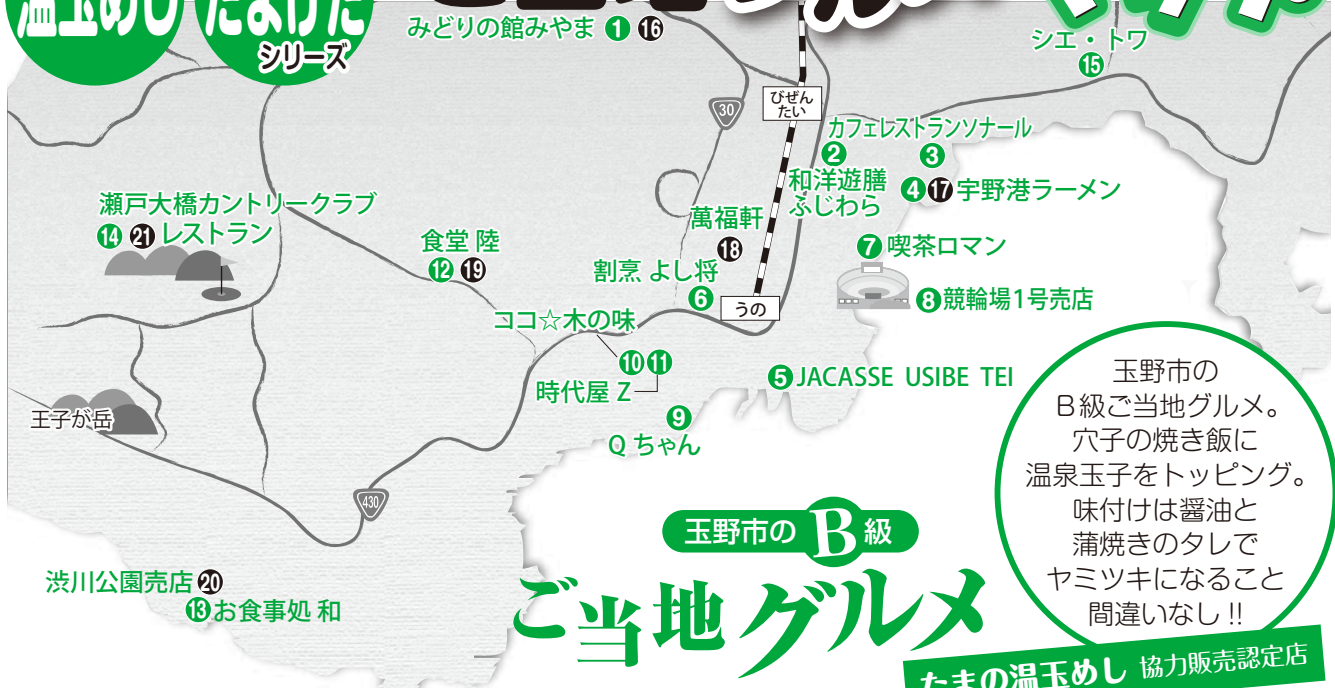 温玉めし
たまげた
シリーズ
みどりの館みやま ❶ ⓰
シエ・トワ
⓯
30
びぜん
たい
カフェレストランソナール
❷
❸
和洋遊膳
ふじわら
❹ ⓱ 宇野港ラーメン
瀬戸大橋カントリークラブ
⓮ ㉑ レストラン
萬福軒
⓲
食堂 陸
⓬ ⓳
❼ 喫茶ロマン
割烹 よし将
❻
❽ 競輪場1号売店
うの
ココ☆木の味
❿ ⓫
時代屋 Z
❺ JACASSE USIBE TEI
❾
Q ちゃん
王子が岳
430
玉野市の
B級ご当地グルメ。
穴子の焼き飯に
温泉玉子をトッピング。
味付けは醤油と
蒲焼きのタレで
ヤミツキになること
間違いなし!!
玉野市の B級
ご当地グルメ
渋川公園売店 ⓴
⓭ お食事処 和
たまの温玉めし 協力販売認定店